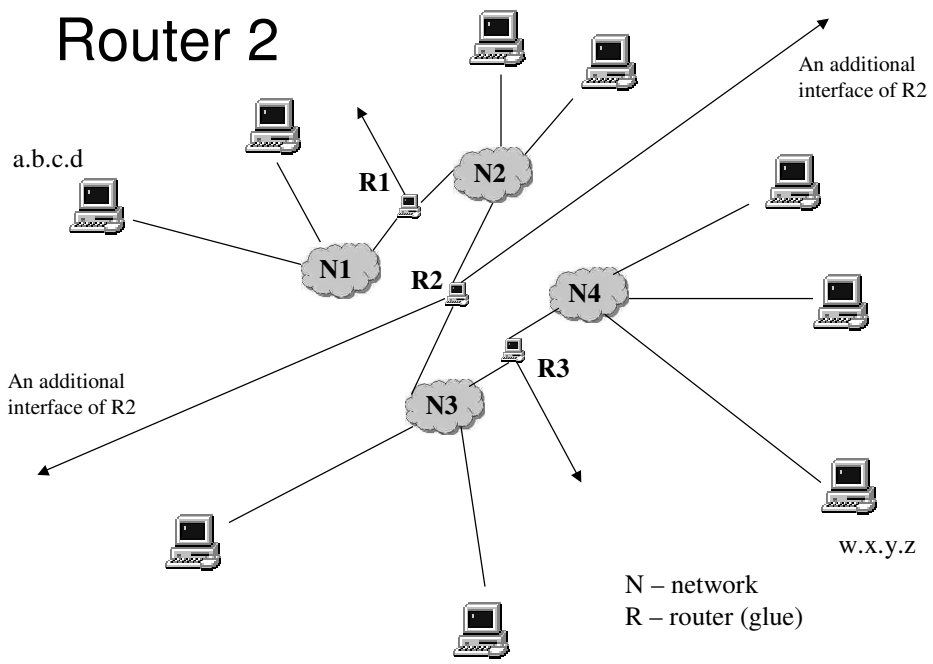 Router 2
An additional
interface of R2
a.b.c.d
R1
N2
N1
R2
N4
R3
An additional
interface of R2
N3
w.x.y.z
N – network
R – router (glue)